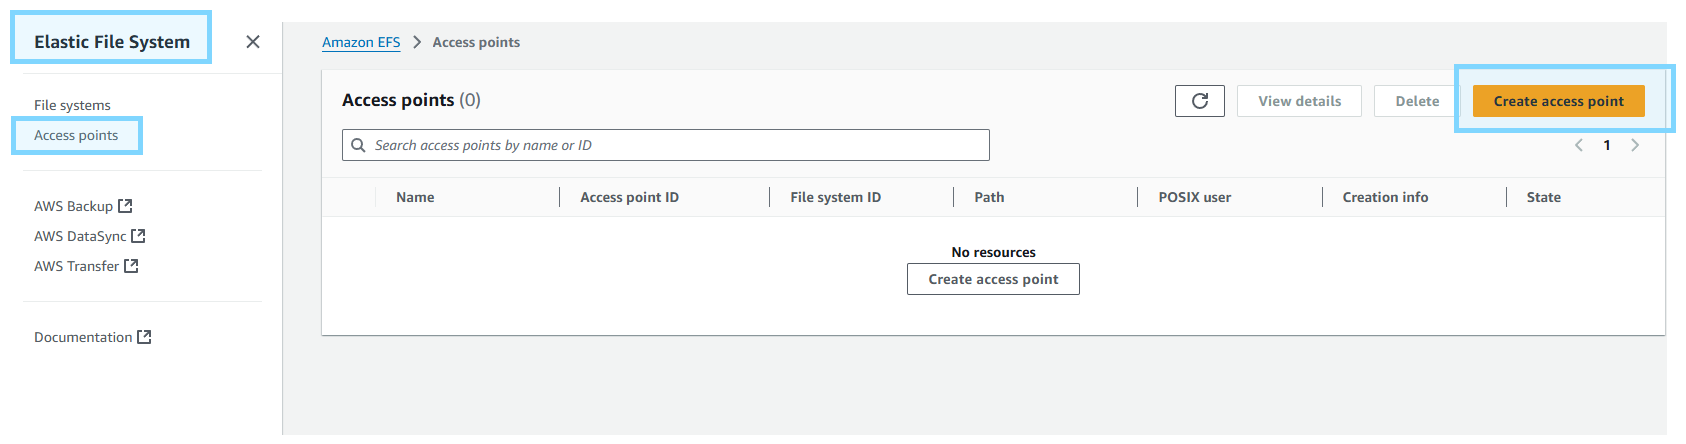 Elastic File System
File systems
Access points
AWS Backup
AWS DataSync
AWS Transfer
Documentation
Amazon EFS > Access points
Access points (0)
View details
Delete
Create access point
Search access points by name or ID
1
Name Access point ID File system ID Path POSIX user Creation info State
No resources
Create access point